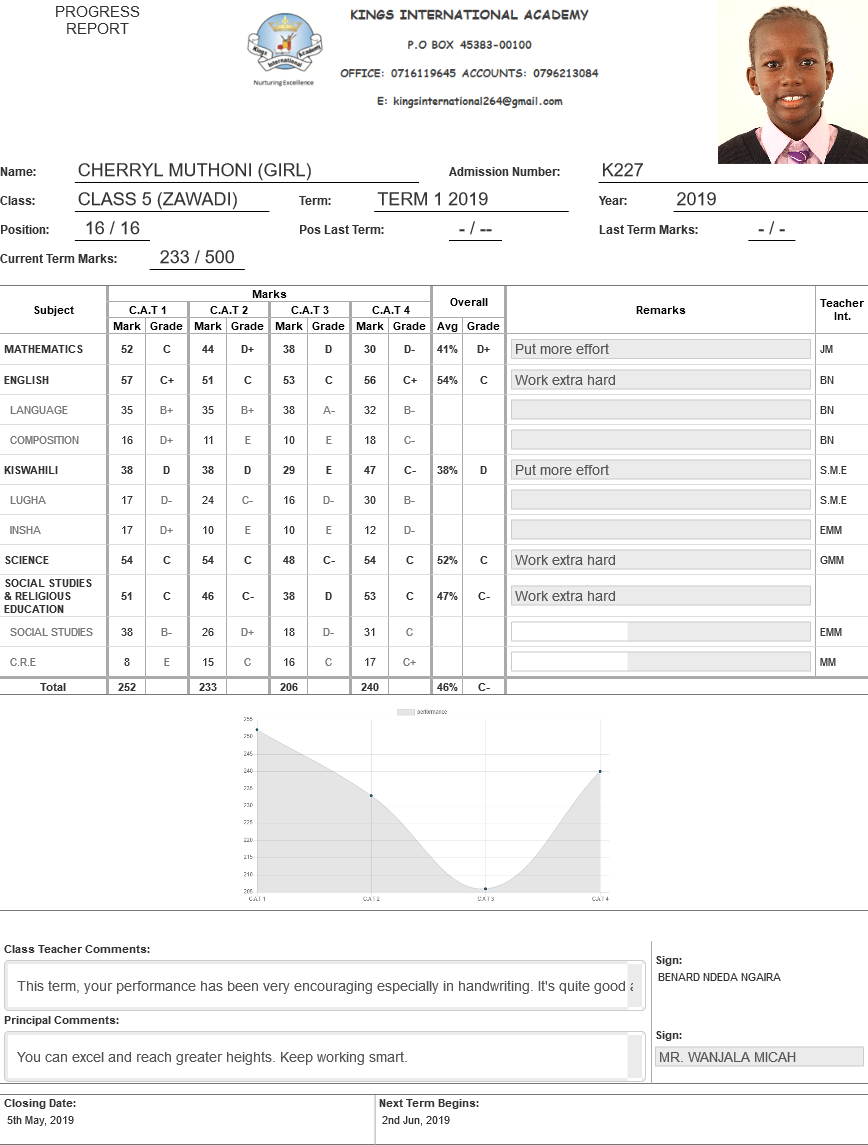 PROGRESS
REPORT
KINGS INTERNATIONAL ACADEMY
P.O BOX 45383-00100
OFFICE: 0716119645 ACCOUNTS: 0796213084
E: kingsinternational264@gmail.com
Kings International Academy
Nurturing Excellence
Name: CHERRYL MUTHONI (GIRL) Admission Number: K227
Class: CLASS 5 (ZAWADI) Term: TERM 1 2019 Year: 2019
Position: 16 / 16 Pos Last Term: - / -- Last Term Marks: - / -
Current Term Marks: 233 / 500
Subject Marks Overall Remarks Teacher Int.
C.A.T 1 C.A.T 2 C.A.T 3 C.A.T 4
Mark Grade Mark Grade Mark Grade Mark Grade Avg Grade
MATHEMATICS 52 C 44 D+ 38 D 30 D- 41% D+ Put more effort JM
ENGLISH 57 C+ 51 C 53 C 56 C+ 54% C Work extra hard BN
LANGUAGE 35 B+ 35 B+ 38 A- 32 B- BN
COMPOSITION 16 D+ 11 E 10 E 18 C- BN
KISWAHILI 38 D 38 D 29 E 47 C- 38% D Put more effort S.M.E
LUGHA 17 D- 24 C- 16 D- 30 B- S.M.E
INSHA 17 D+ 10 E 10 E 12 D- EMM
SCIENCE 54 C 54 C 48 C- 54 C 52% C Work extra hard GMM
SOCIAL STUDIES
& RELIGIOUS
EDUCATION 51 C 46 C- 38 D 53 C 47% C- Work extra hard
SOCIAL STUDIES 38 B- 26 D+ 18 D- 31 C EMM
C.R.E 8 E 15 C 16 C 17 C+ MM
Total 252 233 206 240 46% C-
performance
255
250
245
240
235
230
225
220
215
210
205
C.A.T 1 C.A.T 2 C.A.T 3 C.A.T 4
Class Teacher Comments:
This term, your performance has been very encouraging especially in handwriting. It's quite good
Sign:
BENARD NDEDA NGAIRA
Principal Comments:
You can excel and reach greater heights. Keep working smart.
Sign:
MR. WANJALA MICAH
Closing Date: Next Term Begins:
5th May, 2019 2nd Jun, 2019